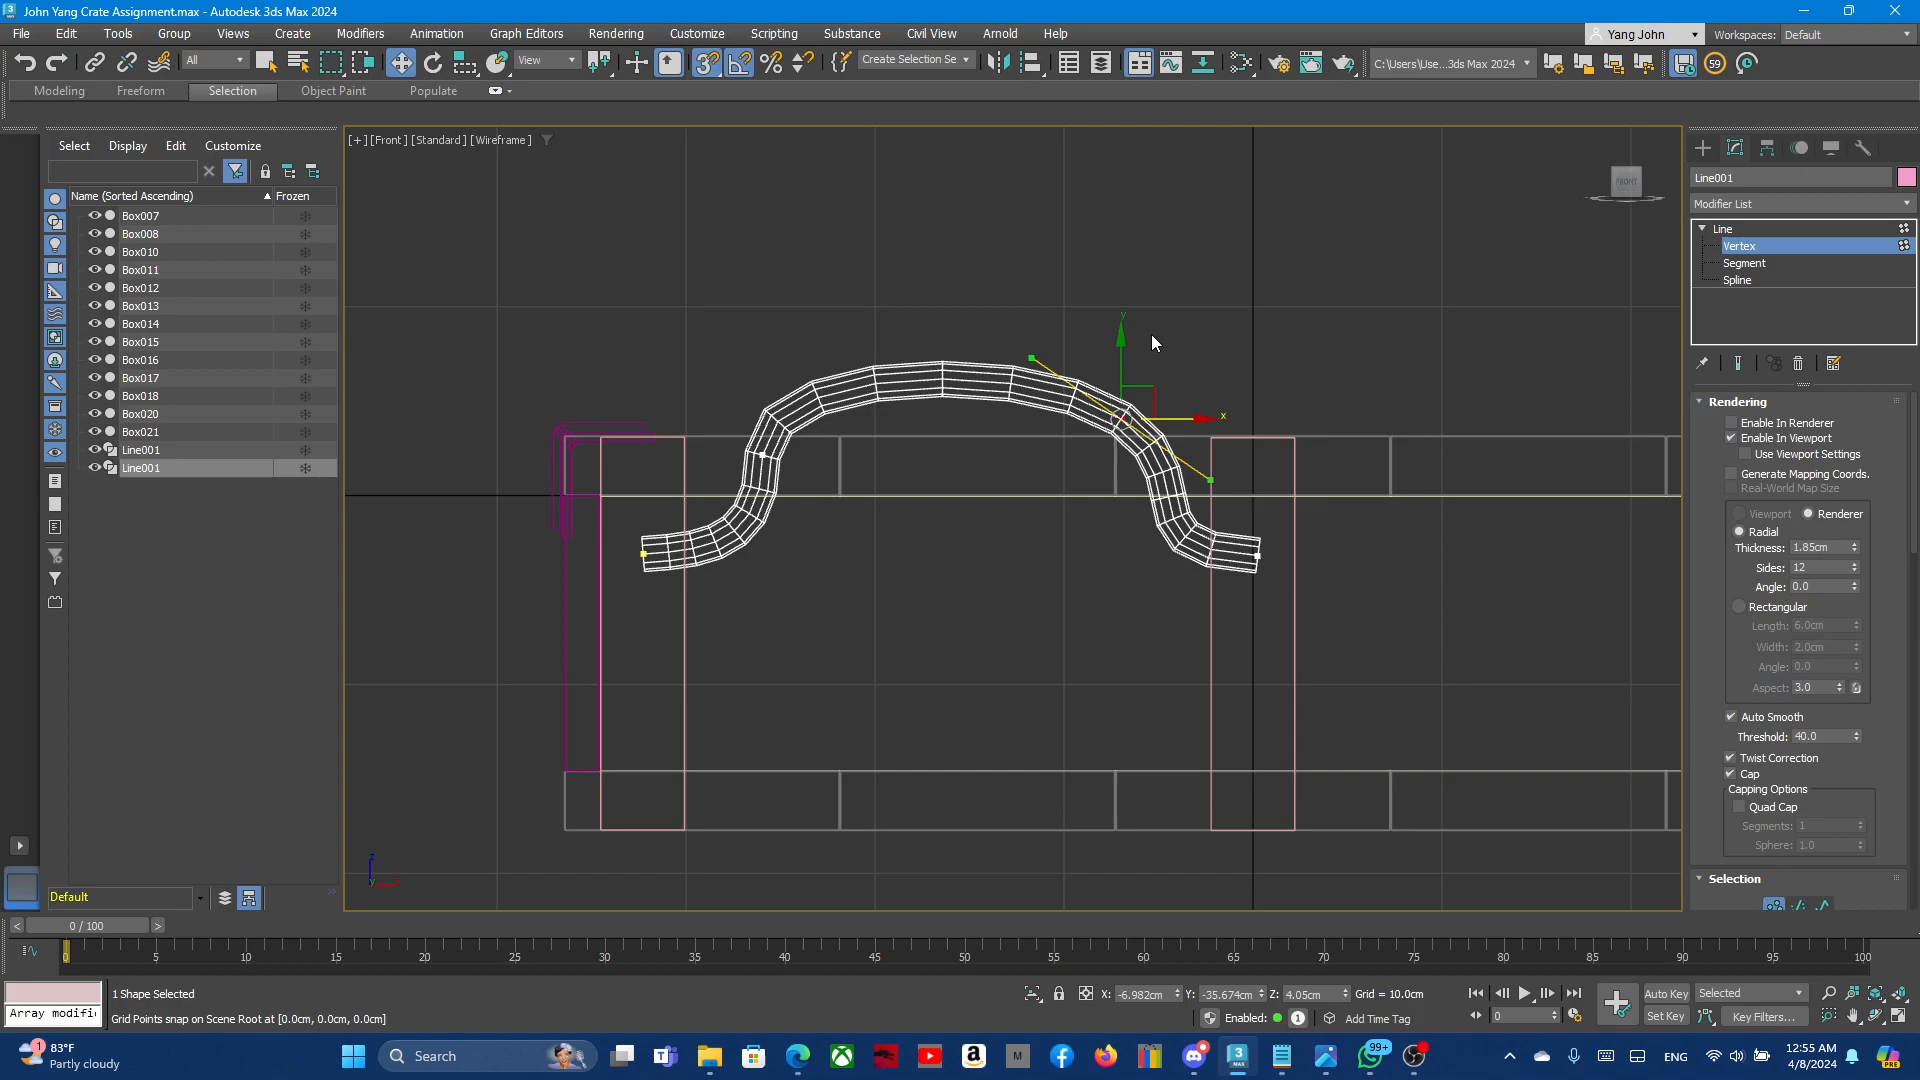 John Yang Crate Assignment.max - Autodesk 3ds Max 2024
File Edit Tools Group Views Create Modifiers Animation Graph Editors Rendering Customize Scripting Substance Civil View Arnold Help
Yang John
Workspaces: Default
All
View
Create Selection Se
C:\Users\Use...3ds Max 2024
59
Modeling Freeform Selection Object Paint Populate
Select Display Edit Customize
Name (Sorted Ascending) Frozen
Box007
Box008
Box010
Box011
Box012
Box013
Box014
Box015
Box016
Box017
Box018
Box020
Box021
Line001
Line001
Default
[+] [Front] [Standard] [Wireframe]
FRONT
y
x
z
Line001
Modifier List
Line
Vertex
Segment
Spline
Rendering
Enable In Renderer
Enable In Viewport
Use Viewport Settings
Generate Mapping Coords.
Real-World Map Size
Viewport Renderer
Radial
Thickness: 1.85cm
Sides: 12
Angle: 0.0
Rectangular
Length: 6.0cm
Width: 2.0cm
Angle: 0.0
Aspect: 3.0
Auto Smooth
Threshold: 40.0
Twist Correction
Cap
Capping Options
Quad Cap
Segments: 1
Sphere: 1.0
Selection
< 0 / 100 >
0 5 10 15 20 25 30 35 40 45 50 55 60 65 70 75 80 85 90 95 100
1 Shape Selected
X: -6.982cm Y: -35.674cm Z: 4.05cm Grid = 10.0cm
Auto Key Selected
Array modifi
Grid Points snap on Scene Root at [0.0cm, 0.0cm, 0.0cm]
Enabled: 1 Add Time Tag
0
Set Key Key Filters...
1
83°F
Partly cloudy
Search
99+
ENG
12:55 AM
4/8/2024
PRE